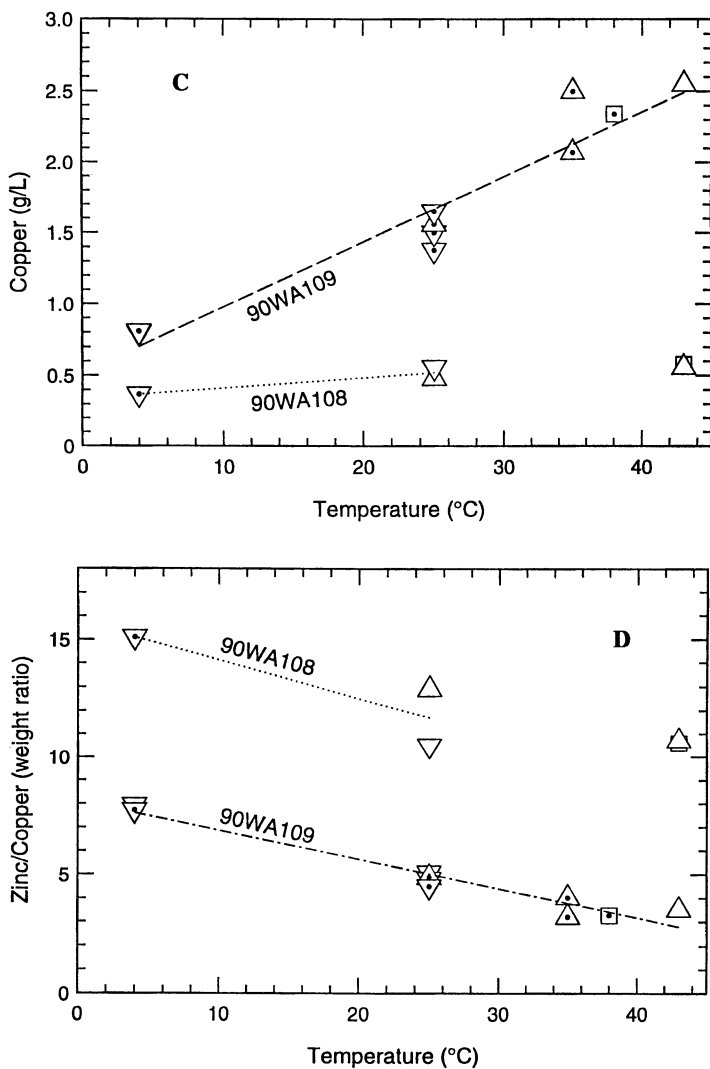 3.0
C
2.5
2.0
1.5
1.0
0.5
0
Copper (g/L)
90WA109
90WA108
0 10 20 30 40
Temperature (°C)
D
15
10
5
0
Zinc/Copper (weight ratio)
90WA108
90WA109
0 10 20 30 40
Temperature (°C)